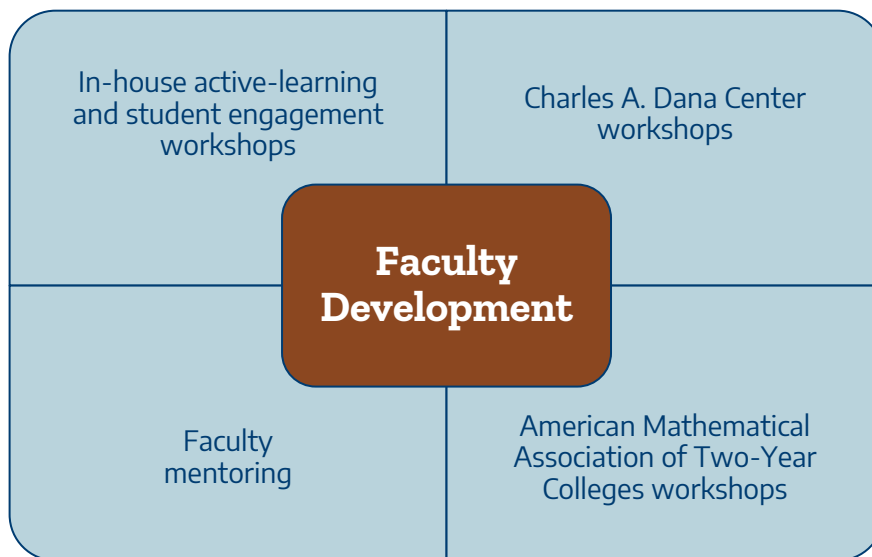 In-house active-learning
and student engagement
workshops
Charles A. Dana Center
workshops
Faculty
Development
Faculty
mentoring
American Mathematical
Association of Two-Year
Colleges workshops